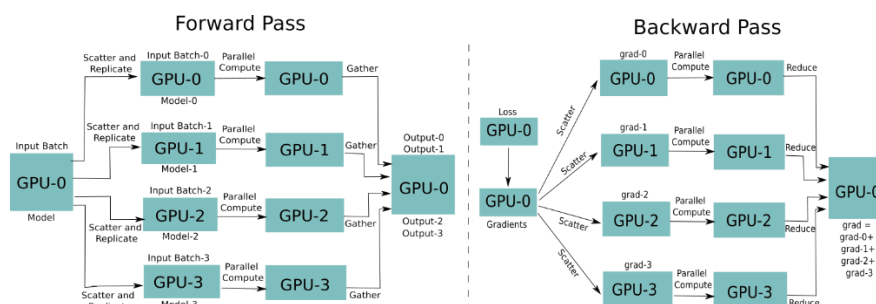 Forward Pass
Input Batch
GPU-0
Model
Scatter and
Replicate
Input Batch-0
GPU-0
Model-0
Parallel
Compute
GPU-0
Gather
Scatter and
Replicate
Input Batch-1
GPU-1
Model-1
Parallel
Compute
GPU-1
Gather
Scatter and
Replicate
Input Batch-2
GPU-2
Model-2
Parallel
Compute
GPU-2
Gather
Scatter and
Replicate
Input Batch-3
GPU-3
Model-3
Parallel
Compute
GPU-3
Gather
Output-0
Output-1
GPU-0
Output-2
Output-3
Backward Pass
Loss
GPU-0
GPU-0
Gradients
Scatter
grad-0
GPU-0
Parallel
Compute
GPU-0
Reduce
Scatter
grad-1
GPU-1
Parallel
Compute
GPU-1
Reduce
Scatter
grad-2
GPU-2
Parallel
Compute
GPU-2
Reduce
Scatter
grad-3
GPU-3
Parallel
Compute
GPU-3
Reduce
GPU-0
grad =
grad-0+
grad-1+
grad-2+
grad-3